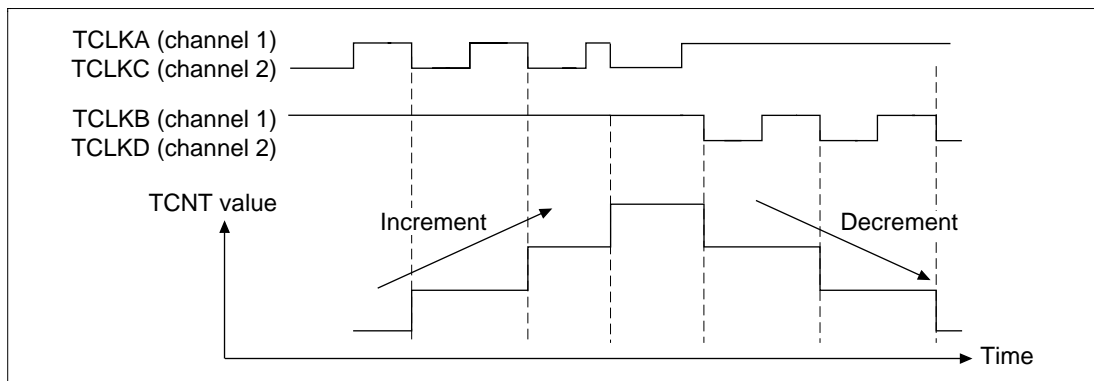 TCLKA (channel 1)
TCLKC (channel 2)
TCLKB (channel 1)
TCLKD (channel 2)
TCNT value
Increment
Decrement
Time